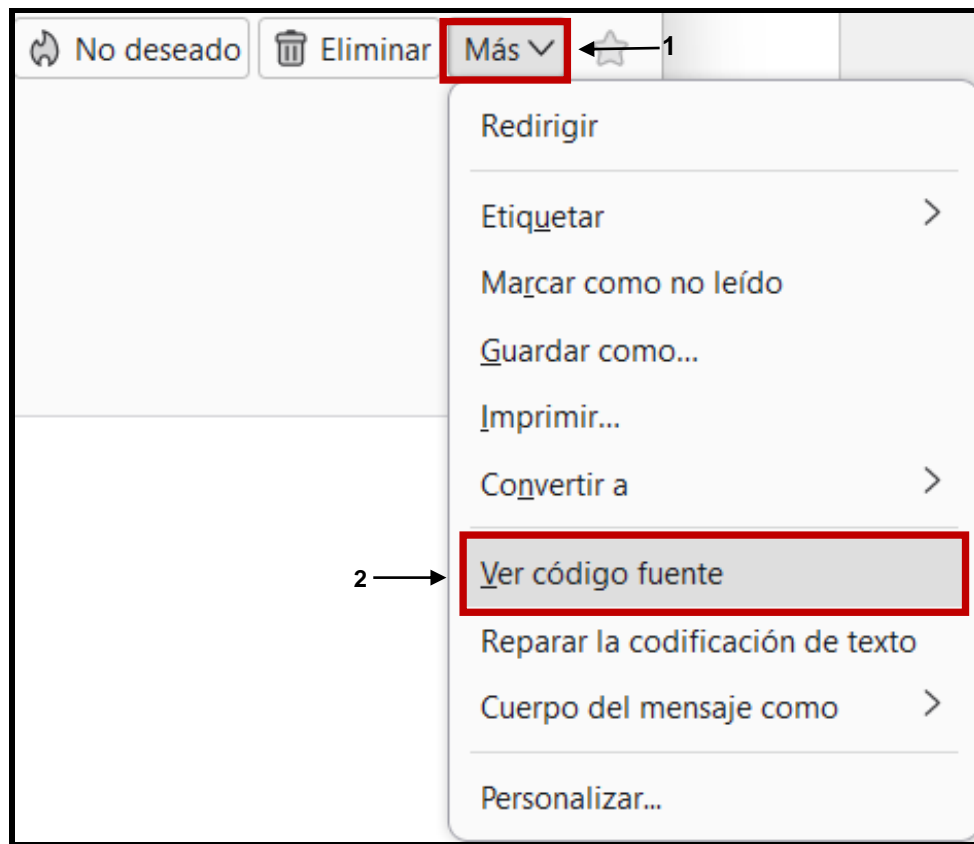 No deseado Eliminar Más 1
Redirigir
Etiquetar
Marcar como no leído
Guardar como...
Imprimir...
Convertir a
2 Ver código fuente
Reparar la codificación de texto
Cuerpo del mensaje como
Personalizar...